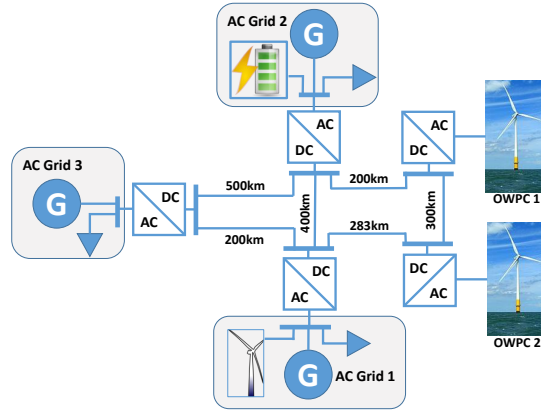 AC Grid 2
G
AC
DC
AC
DC
OWPC 1
AC Grid 3
G
DC
AC
500km
200km
400km
300km
200km
283km
DC
AC
DC
AC
OWPC 2
G
AC Grid 1